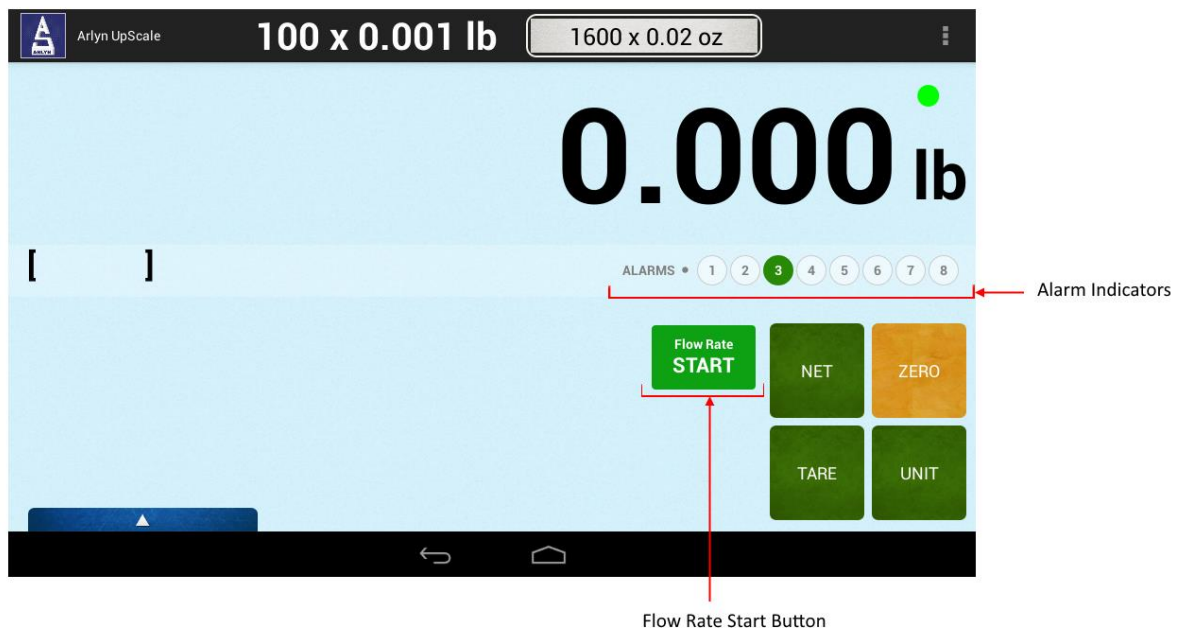 ARLYN
Arlyn UpScale
100 x 0.001 lb
1600 x 0.02 oz
0.000 lb
[ ]
ALARMS • 1 2 3 4 5 6 7 8
Alarm Indicators
Flow Rate
START
NET
ZERO
TARE
UNIT
Flow Rate Start Button